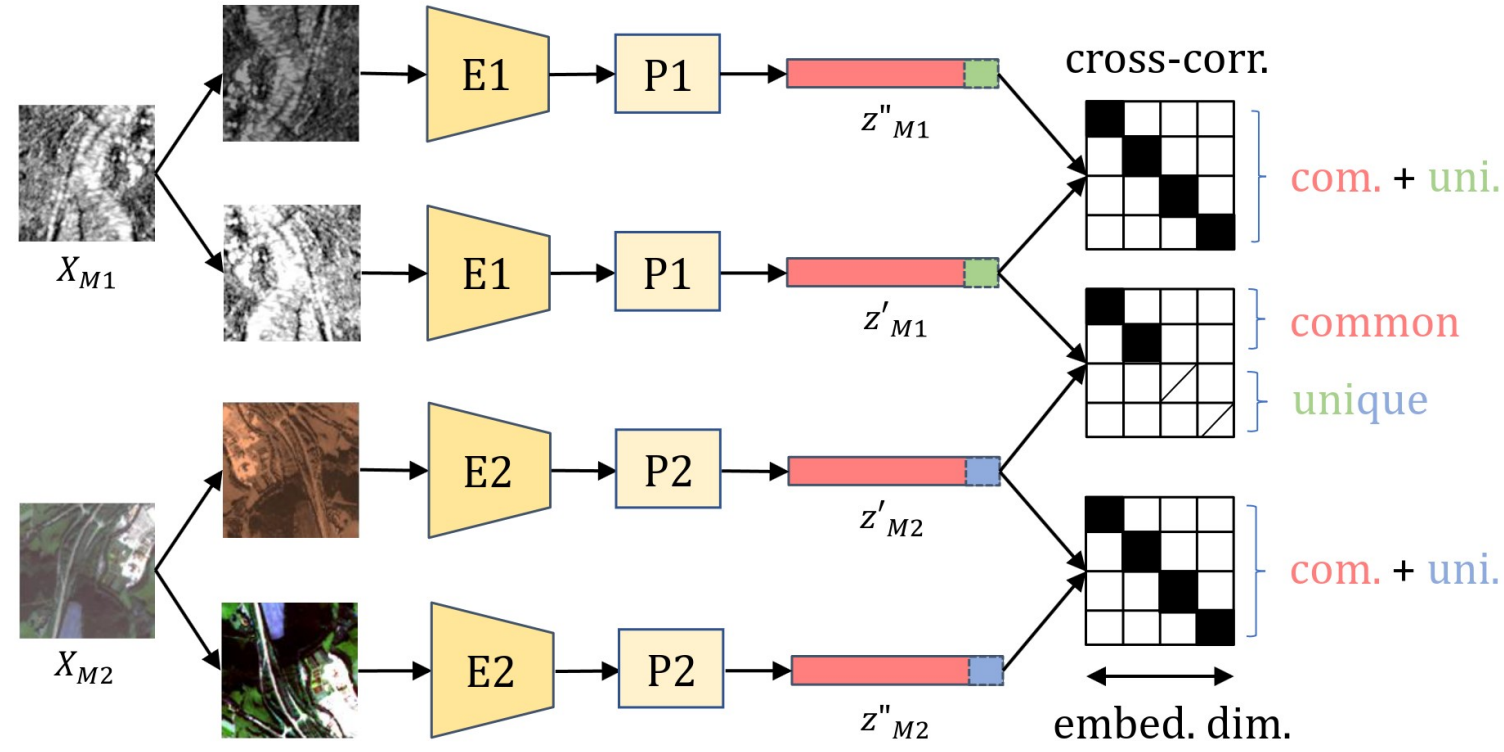 E1
P1
z"M1
cross-corr.
com. + uni.
XM1
E1
P1
z'M1
common
unique
E2
P2
z'M2
com. + uni.
XM2
E2
P2
z"M2
embed. dim.